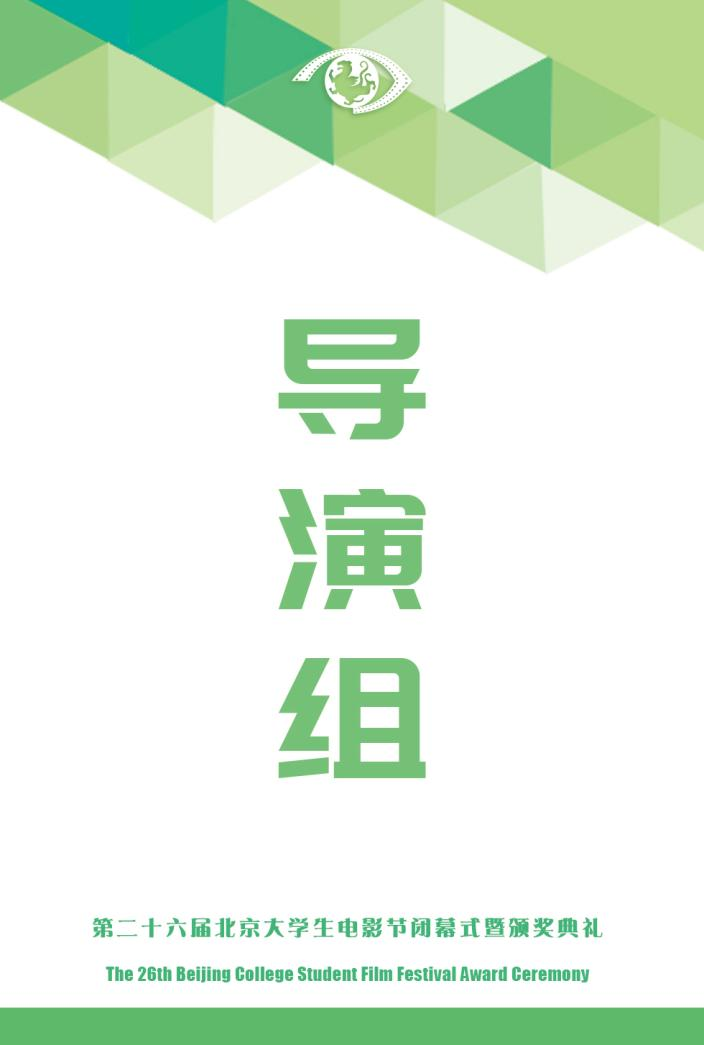 导
演
组
第二十六届北京大学生电影节闭幕式暨颁奖典礼
The 26th Beijing College Student Film Festival Award Ceremony